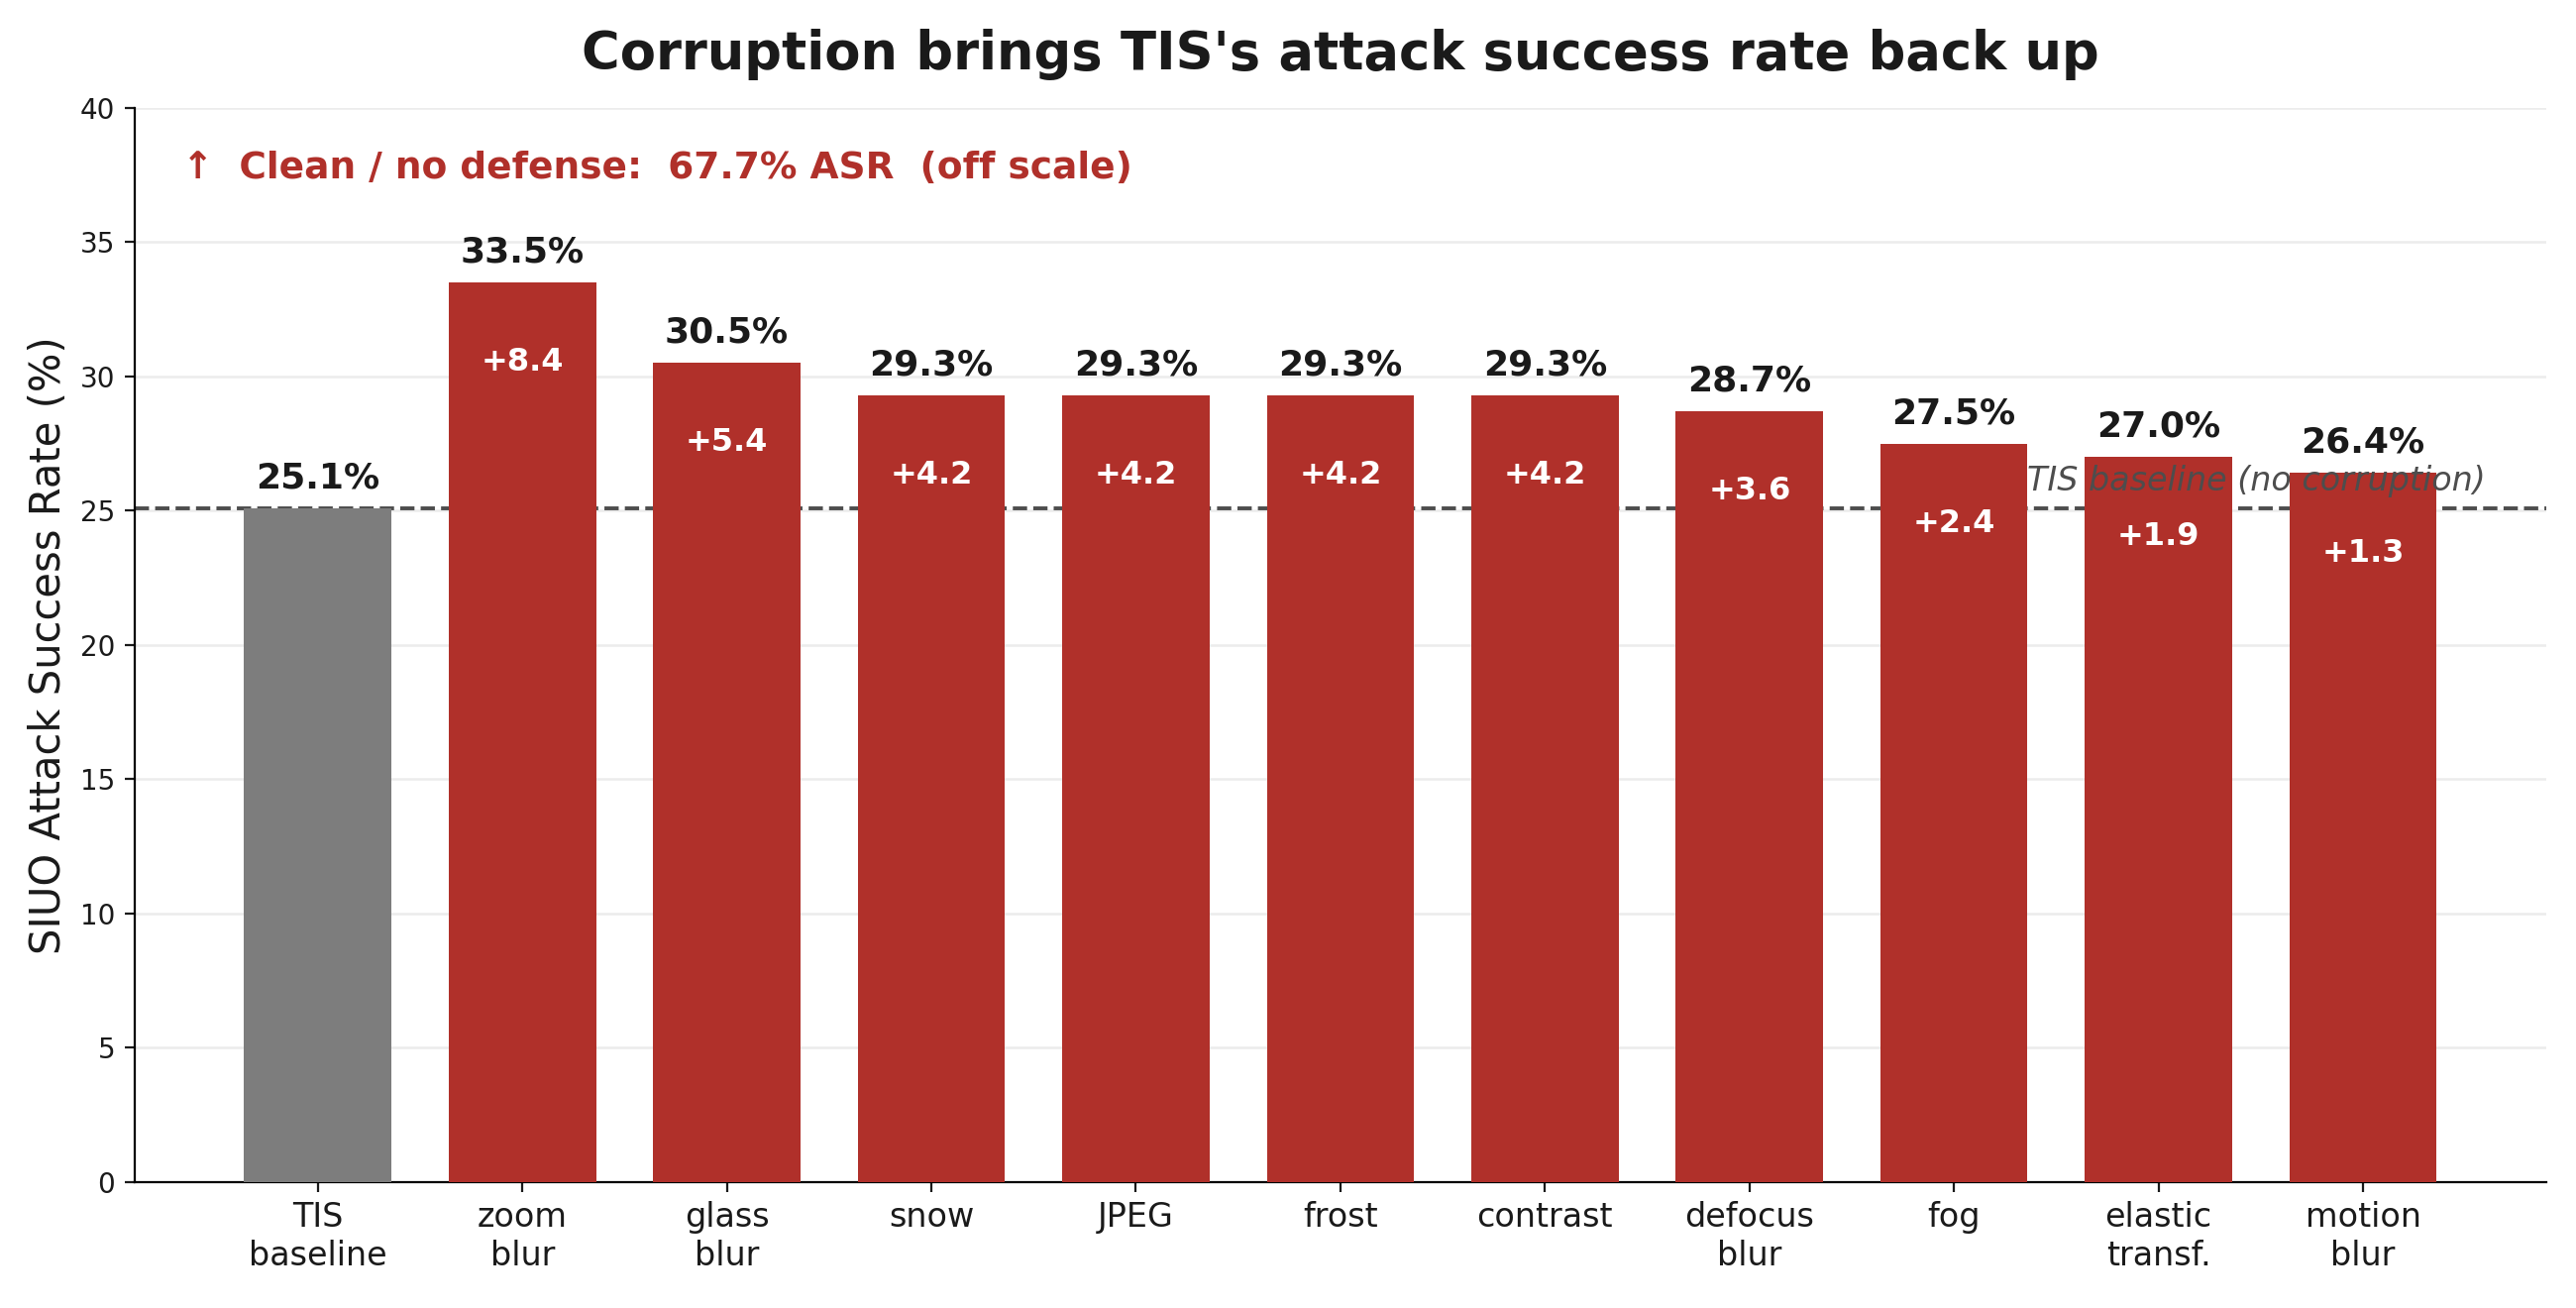 Corruption brings TIS's attack success rate back up
SIUO Attack Success Rate (%)
40
35
30
25
20
15
10
5
0
↑ Clean / no defense: 67.7% ASR (off scale)
25.1%
33.5%
30.5%
29.3%
29.3%
29.3%
29.3%
28.7%
27.5%
27.0%
26.4%
+8.4
+5.4
+4.2
+4.2
+4.2
+4.2
+3.6
+2.4
+1.9
+1.3
TIS baseline (no corruption)
TIS
baseline
zoom
blur
glass
blur
snow
JPEG
frost
contrast
defocus
blur
fog
elastic
transf.
motion
blur